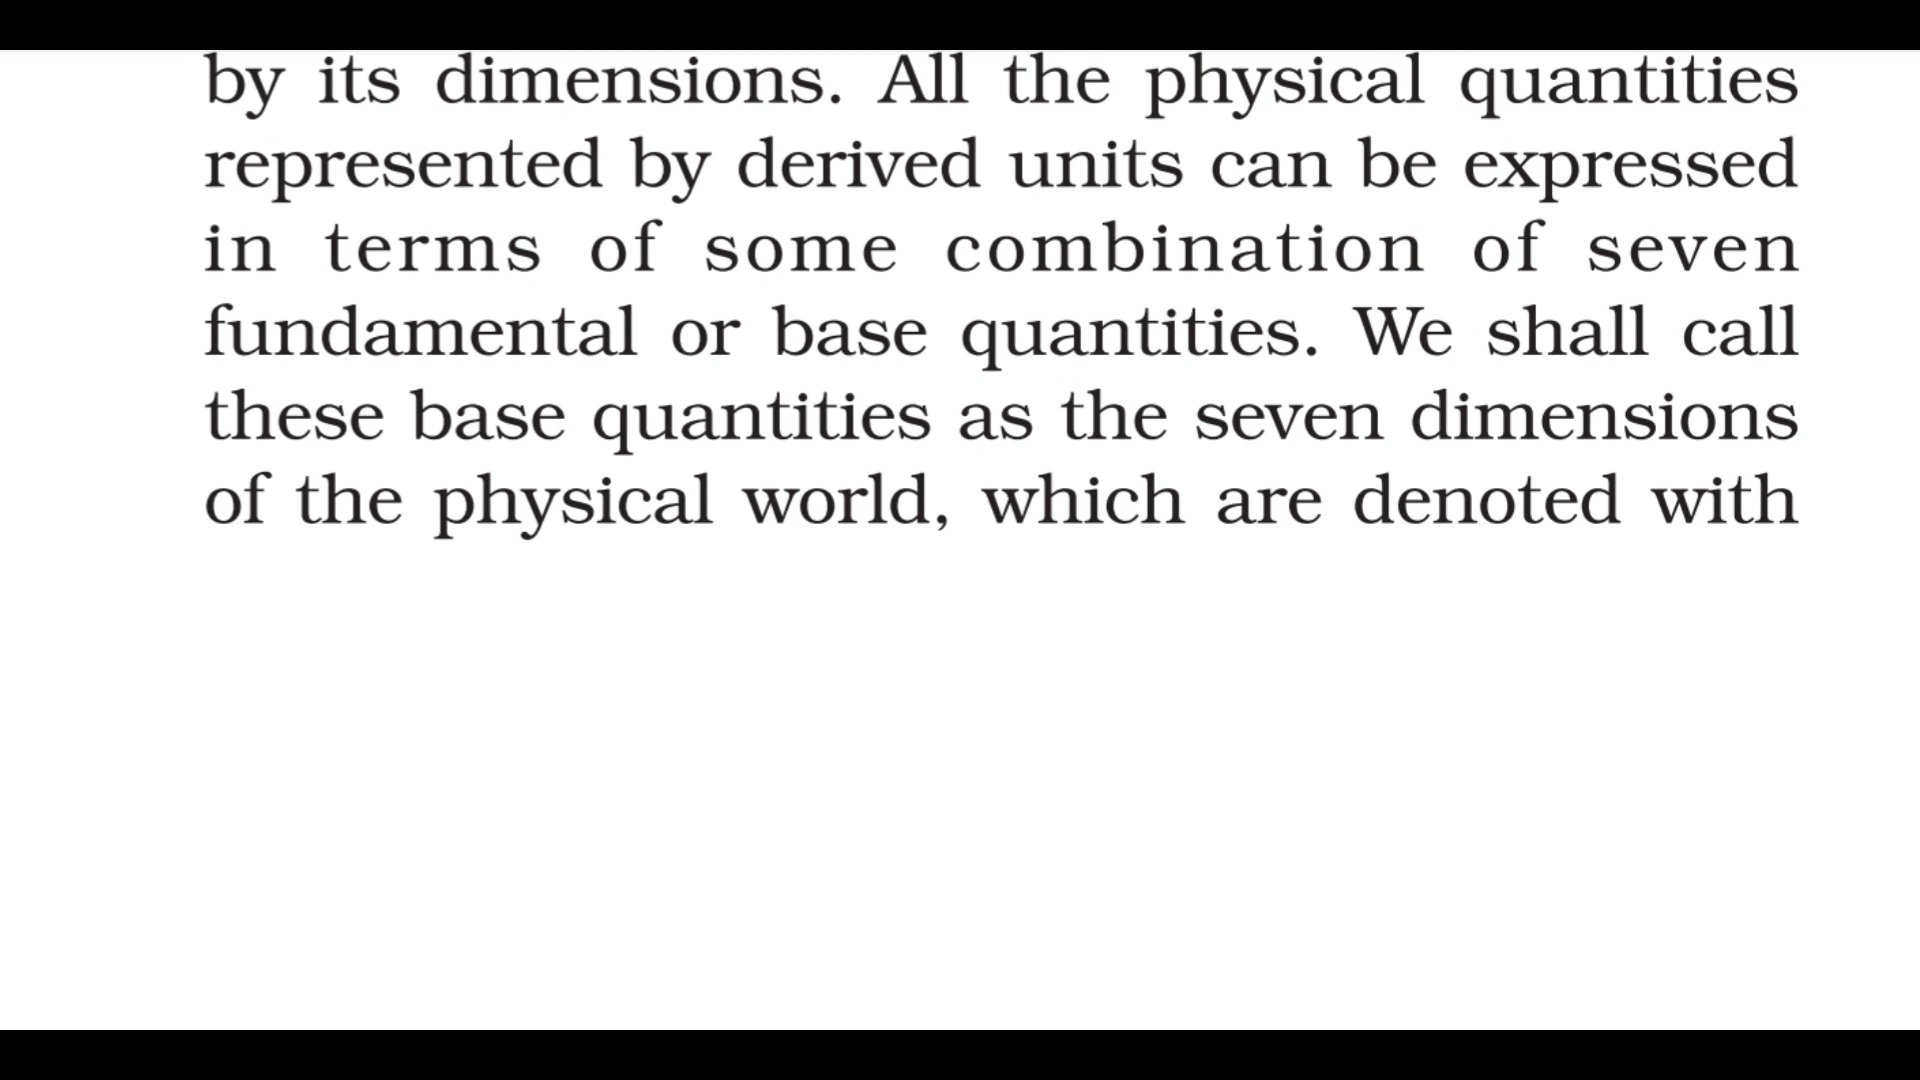 by its dimensions. All the physical quantities
represented by derived units can be expressed
in terms of some combination of seven
fundamental or base quantities. We shall call
these base quantities as the seven dimensions
of the physical world, which are denoted with